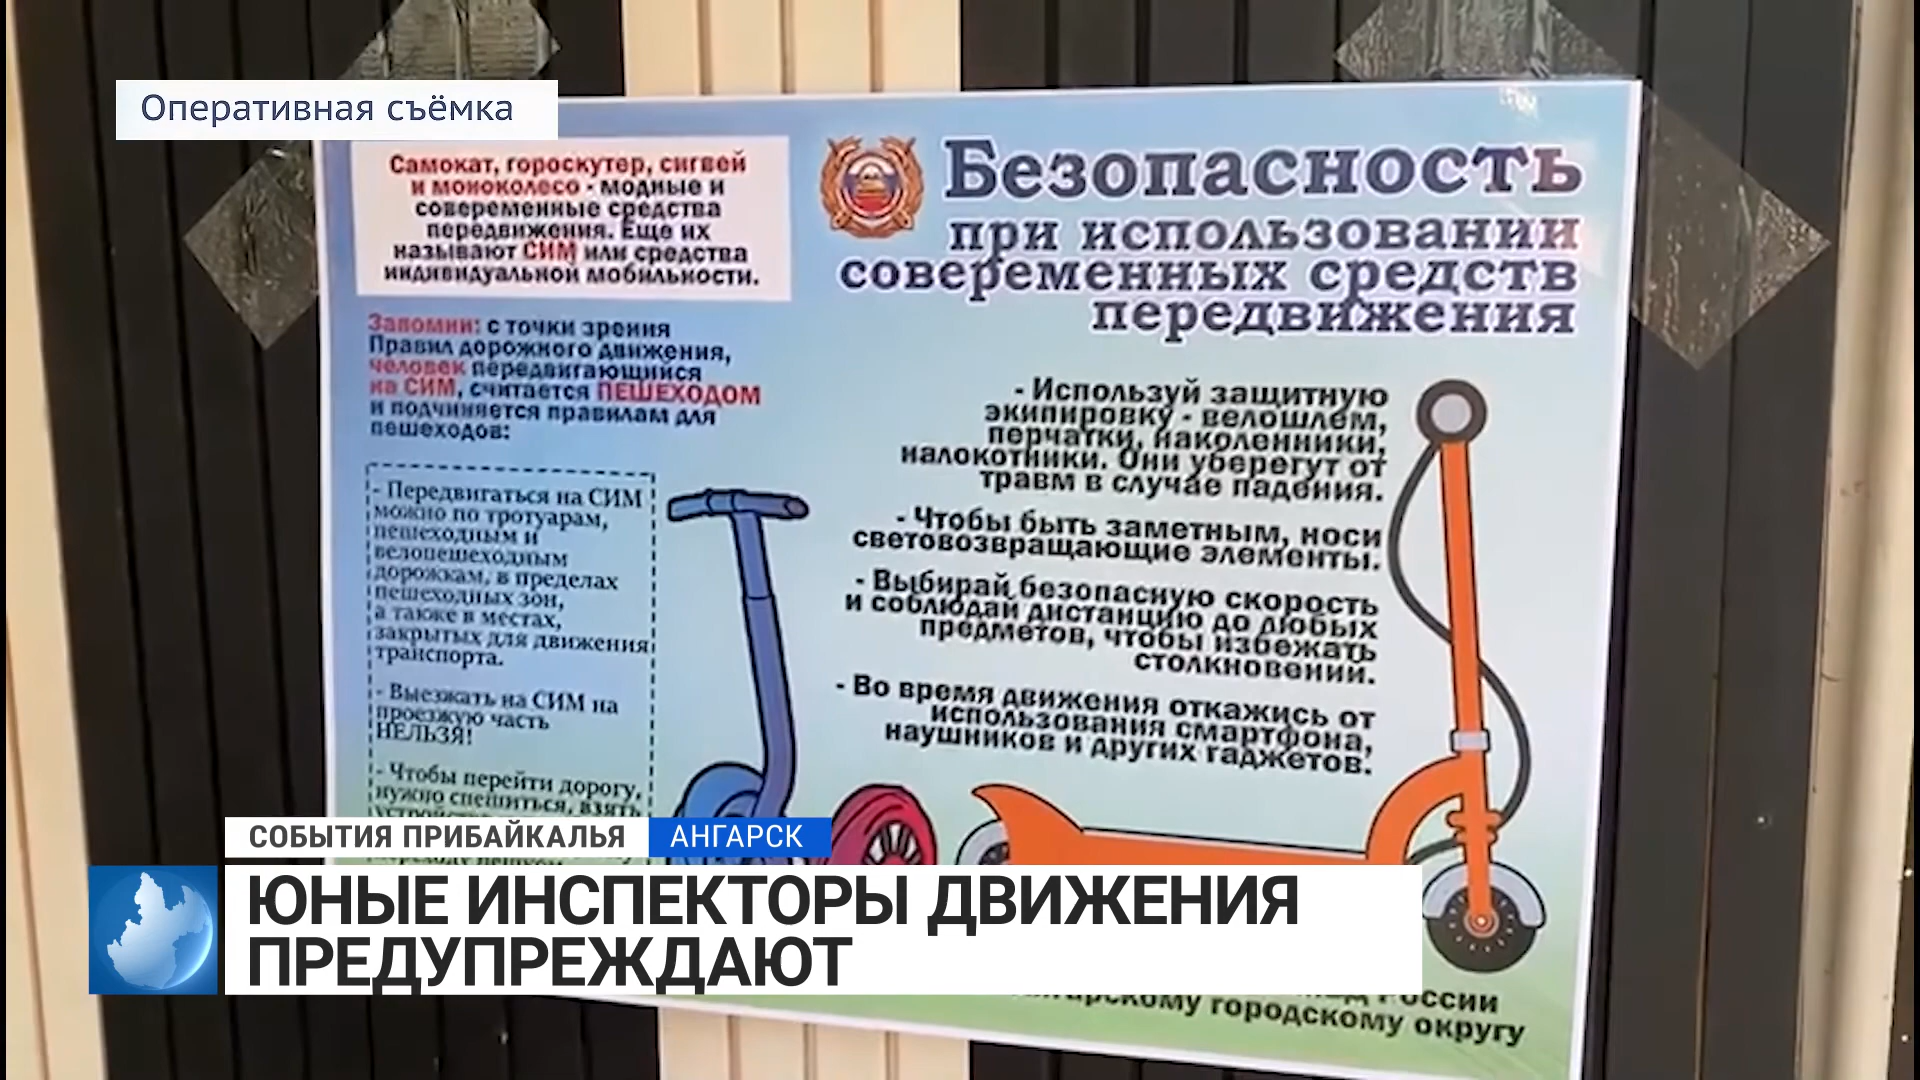 Оперативная съёмка
Самокат, гороскутер, сигвей
и моноколесо - модные и
современные средства
передвижения. Еще их
называют СИМ или средства
индивидуальной мобильности.
Безопасность
при использовании
современных средств
передвижения
Запомни: с точки зрения
Правил дорожного движения,
человек передвигающийся
на СИМ, считается ПЕШЕХОДОМ
и подчиняется правилам для
пешеходов:
- Передвигаться на СИМ
можно по тротуарам,
пешеходным и
велопешеходным
дорожкам, в пределах
пешеходных зон,
а также в местах,
закрытых для движения
транспорта.
- Выезжать на СИМ на
проезжую часть
НЕЛЬЗЯ!
- Чтобы перейти дорогу,
нужно спешиться, взять
- Используй защитную
экипировку - велошлем,
перчатки, наколенники,
налокотники. Они уберегут от
травм в случае падения.
- Чтобы быть заметным, носи
световозвращающие элементы.
- Выбирай безопасную скорость
и соблюдай дистанцию до любых
предметов, чтобы избежать
столкновений.
- Во время движения откажись от
использования смартфона,
наушников и других гаджетов.
СОБЫТИЯ ПРИБАЙКАЛЬЯ
АНГАРСК
ЮНЫЕ ИНСПЕКТОРЫ ДВИЖЕНИЯ
ПРЕДУПРЕЖДАЮТ
России
городскому округу